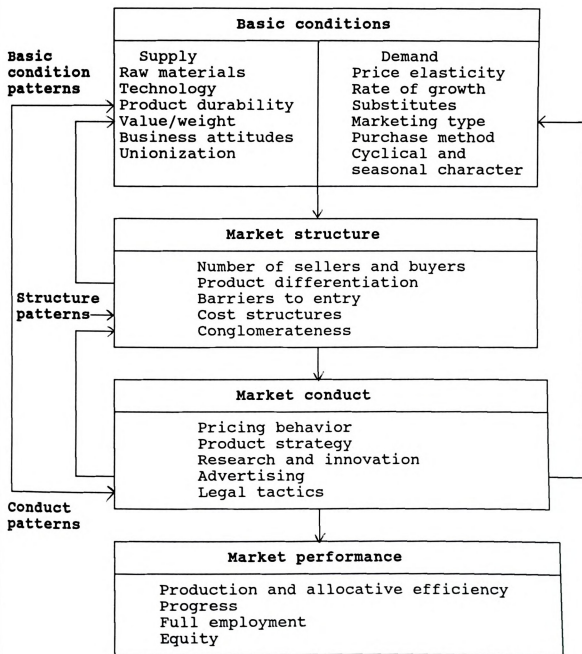 Basic conditions
Basic
condition
patterns
Supply
Raw materials
Technology
Product durability
Value/weight
Business attitudes
Unionization
Demand
Price elasticity
Rate of growth
Substitutes
Marketing type
Purchase method
Cyclical and
seasonal character
Market structure
Number of sellers and buyers
Product differentiation
Barriers to entry
Cost structures
Conglomerateness
Structure
patterns
Market conduct
Pricing behavior
Product strategy
Research and innovation
Advertising
Legal tactics
Conduct
patterns
Market performance
Production and allocative efficiency
Progress
Full employment
Equity